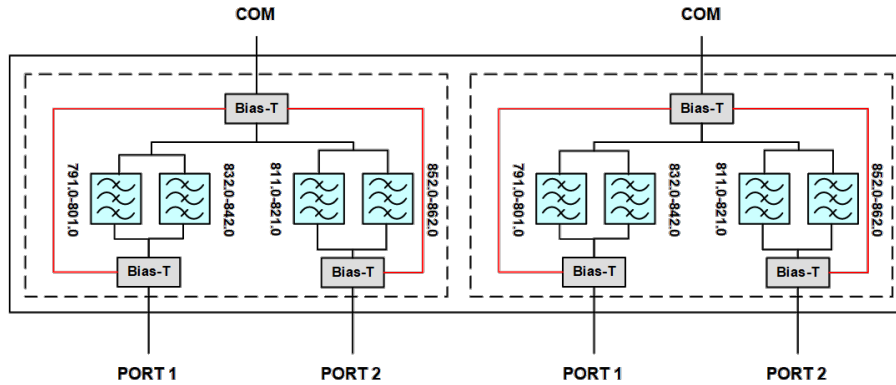 COM
COM
Bias-T
Bias-T
791.0-801.0
832.0-842.0
811.0-821.0
852.0-862.0
791.0-801.0
832.0-842.0
811.0-821.0
852.0-862.0
Bias-T
Bias-T
Bias-T
Bias-T
PORT 1
PORT 2
PORT 1
PORT 2